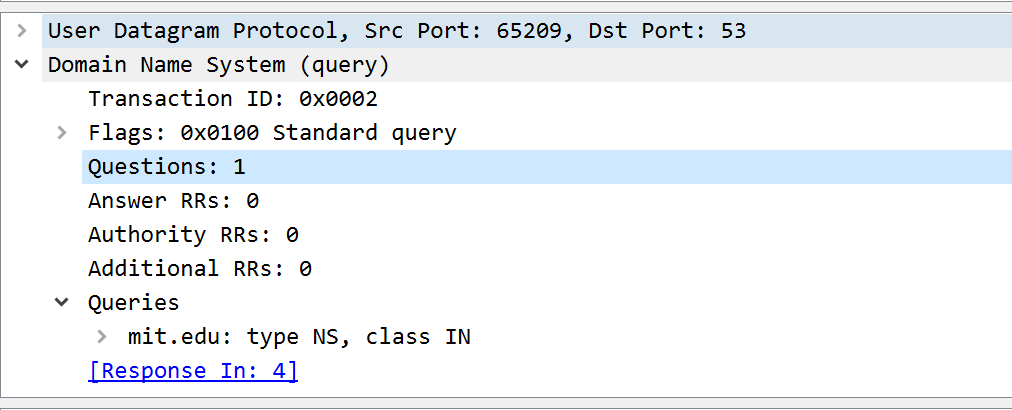 User Datagram Protocol, Src Port: 65209, Dst Port: 53
Domain Name System (query)
Transaction ID: 0x0002
Flags: 0x0100 Standard query
Questions: 1
Answer RRs: 0
Authority RRs: 0
Additional RRs: 0
Queries
mit.edu: type NS, class IN
[Response In: 4]